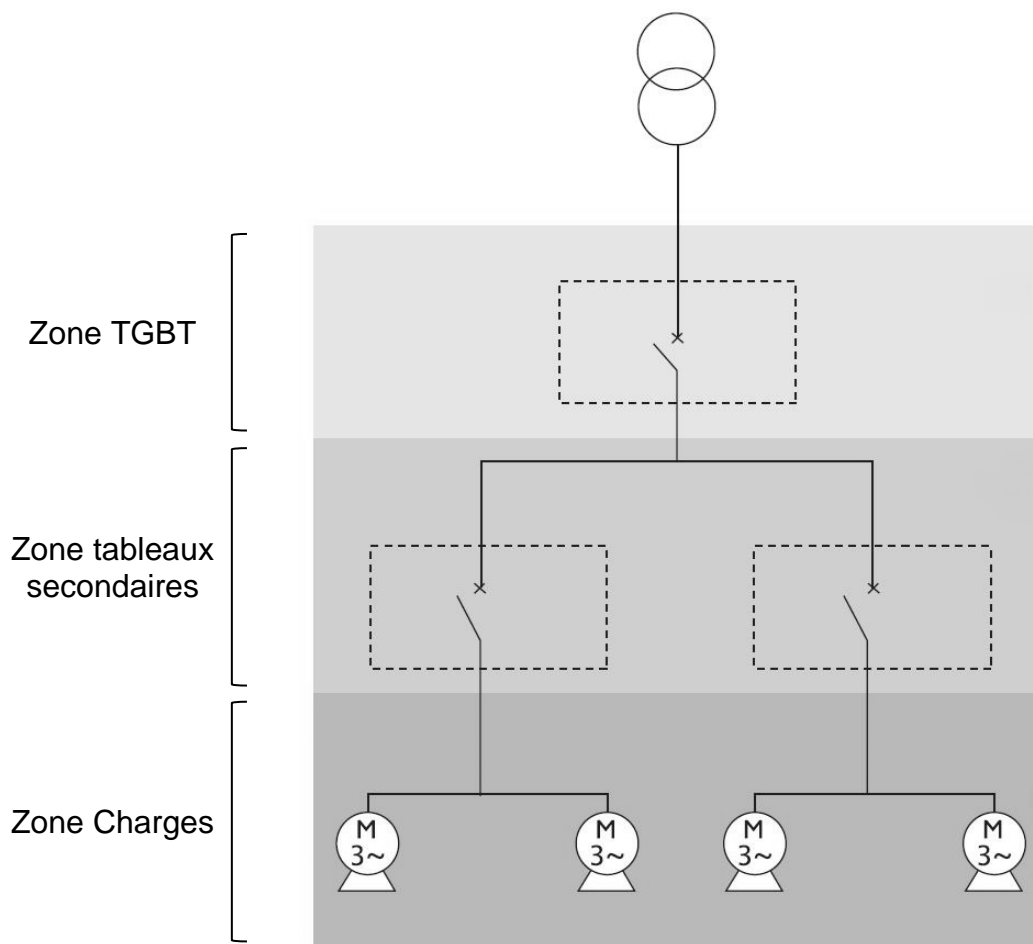 Zone TGBT
Zone tableaux
secondaires
Zone Charges
M
3~
M
3~
M
3~
M
3~